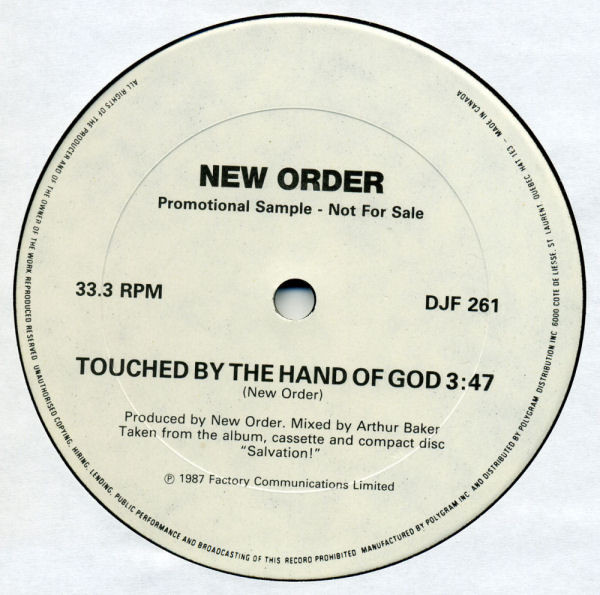 NEW ORDER
Promotional Sample - Not For Sale
33.3 RPM
DJF 261
TOUCHED BY THE HAND OF GOD 3:47
(New Order)
Produced by New Order. Mixed by Arthur Baker
Taken from the album, cassette and compact disc
"Salvation!"
℗ 1987 Factory Communications Limited
ALL RIGHTS OF THE PRODUCER AND OF THE OWNER OF THE WORK REPRODUCED RESERVED. UNAUTHORISED COPYING, HIRING, LENDING, PUBLIC PERFORMANCE AND BROADCASTING OF THIS RECORD PROHIBITED. MANUFACTURED BY POLYGRAM INC. AND DISTRIBUTED BY POLYGRAM DISTRIBUTION INC. 6000 COTE DE LIESSE, ST. LAURENT QUEBEC H4T 1E3 - MADE IN CANADA